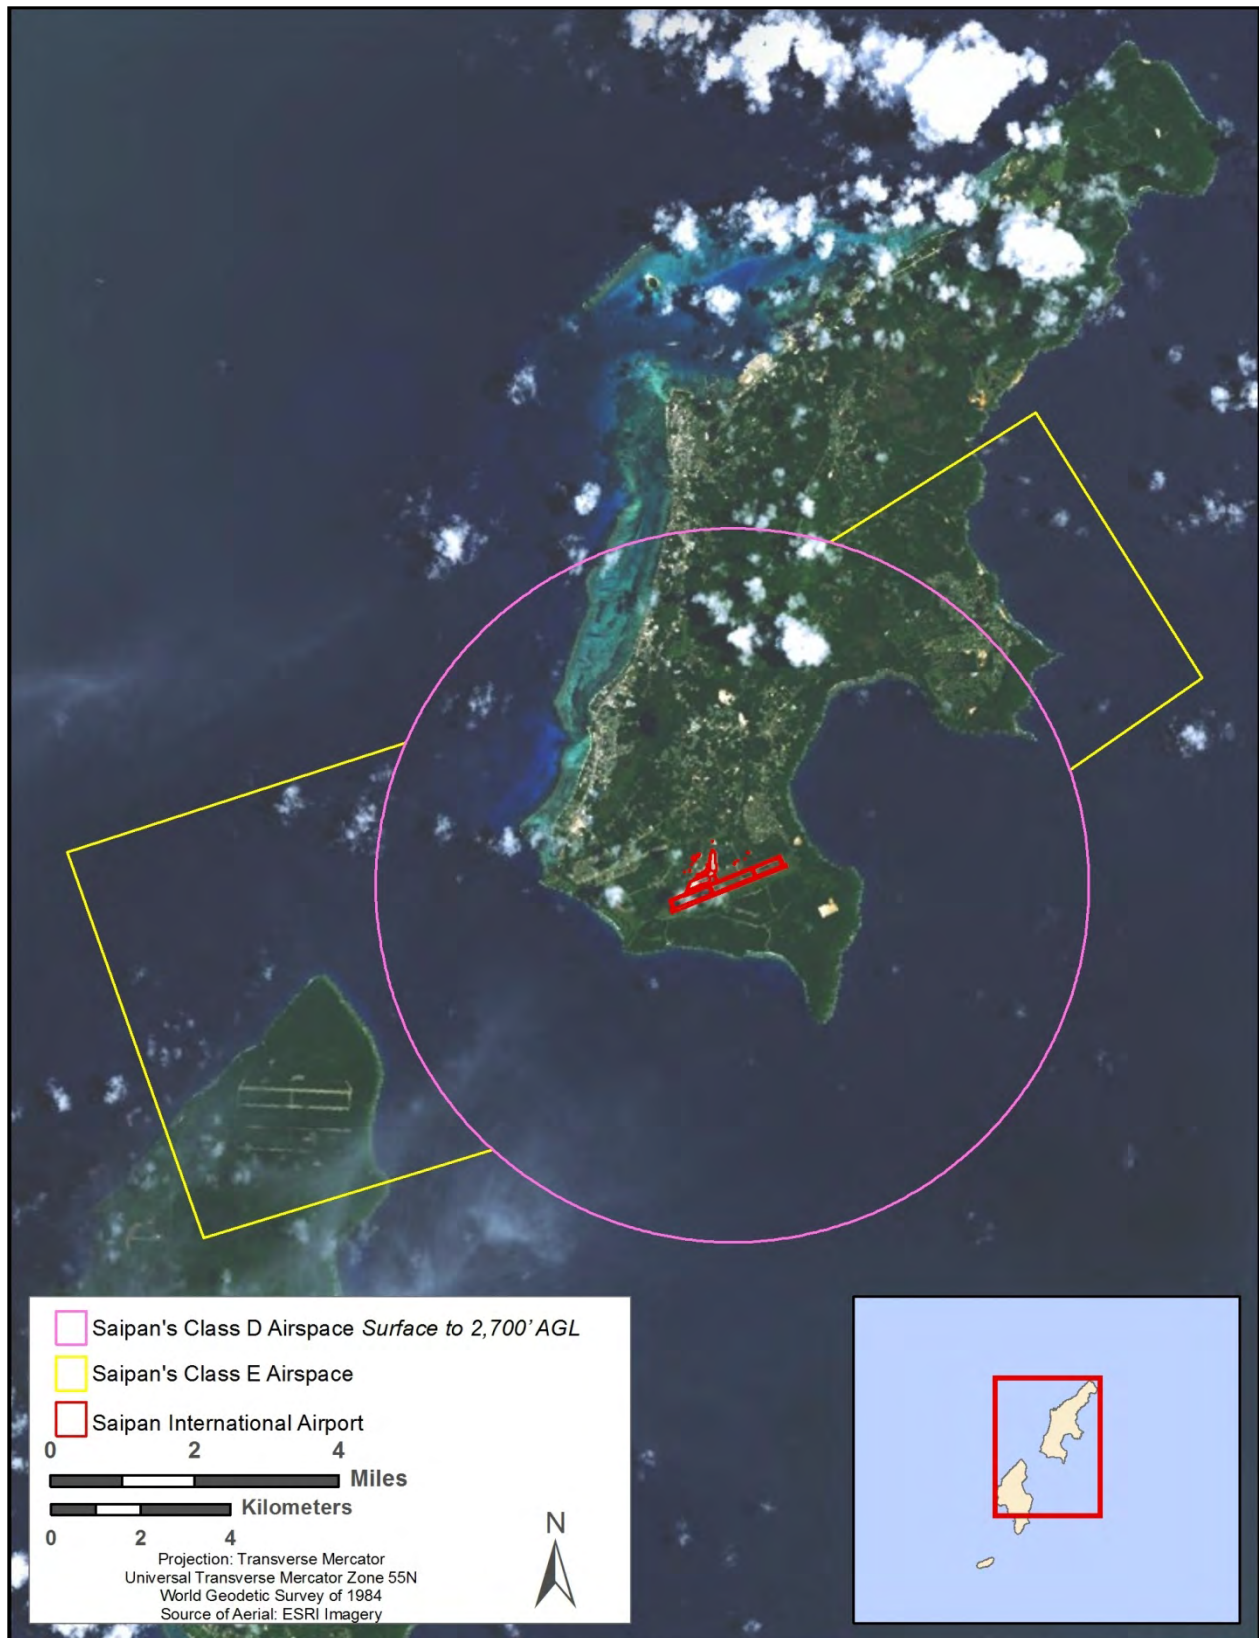 Saipan's Class D Airspace Surface to 2,700' AGL
Saipan's Class E Airspace
Saipan International Airport
0 2 4
Miles
Kilometers
0 2 4
N
Projection: Transverse Mercator
Universal Transverse Mercator Zone 55N
World Geodetic Survey of 1984
Source of Aerial: ESRI Imagery